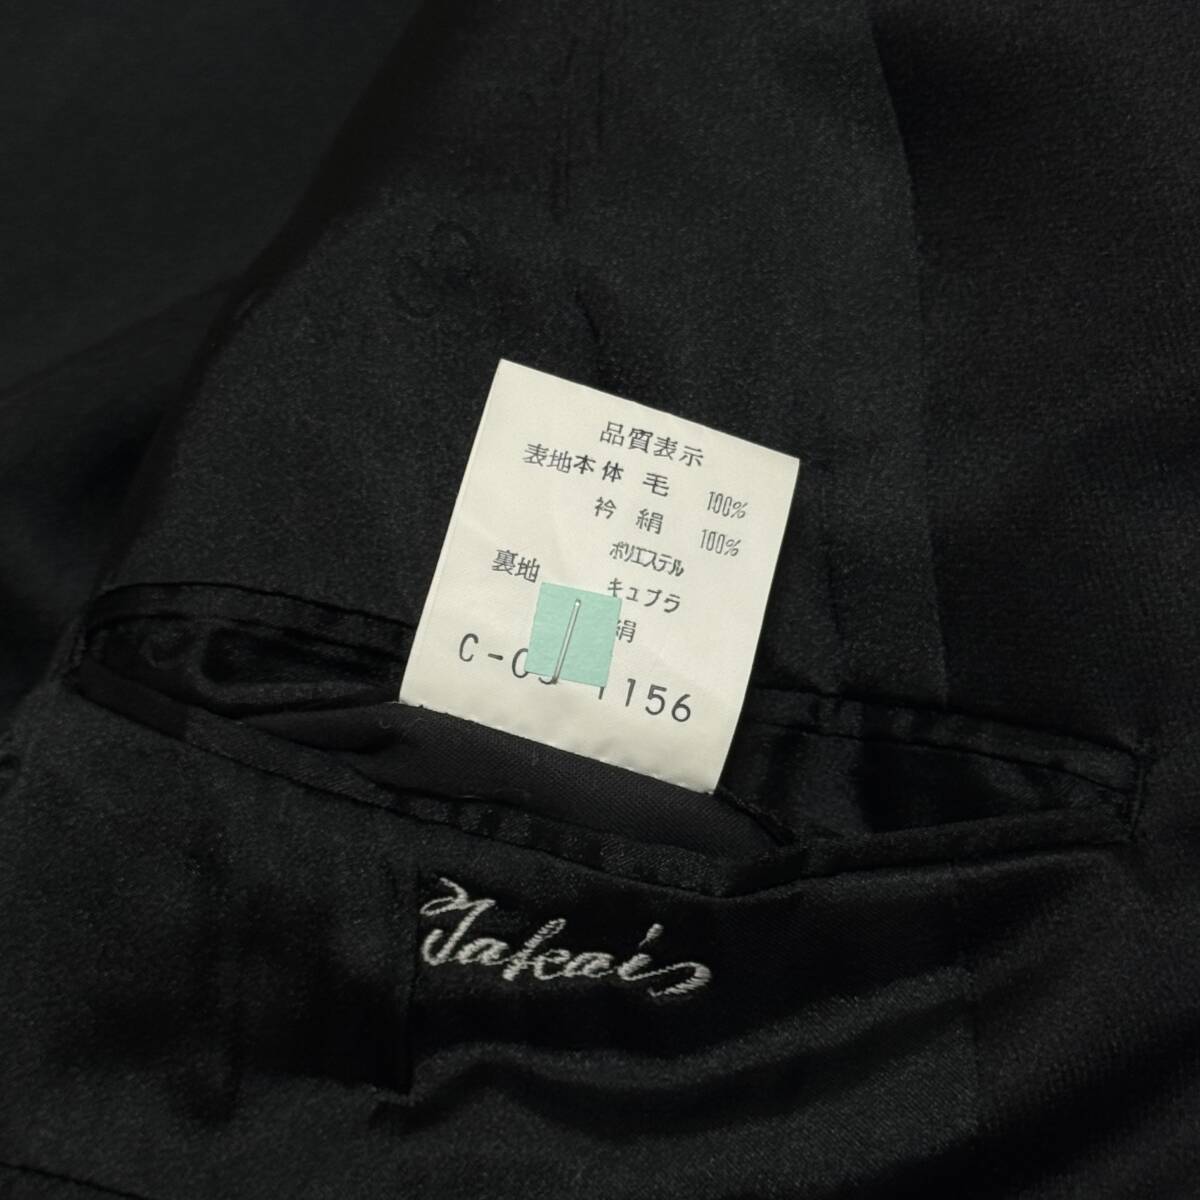 品質表示
表地本体 毛 100%
衿 絹 100%
裏地 ポリエステル
キュプラ
絹
1156
Takai